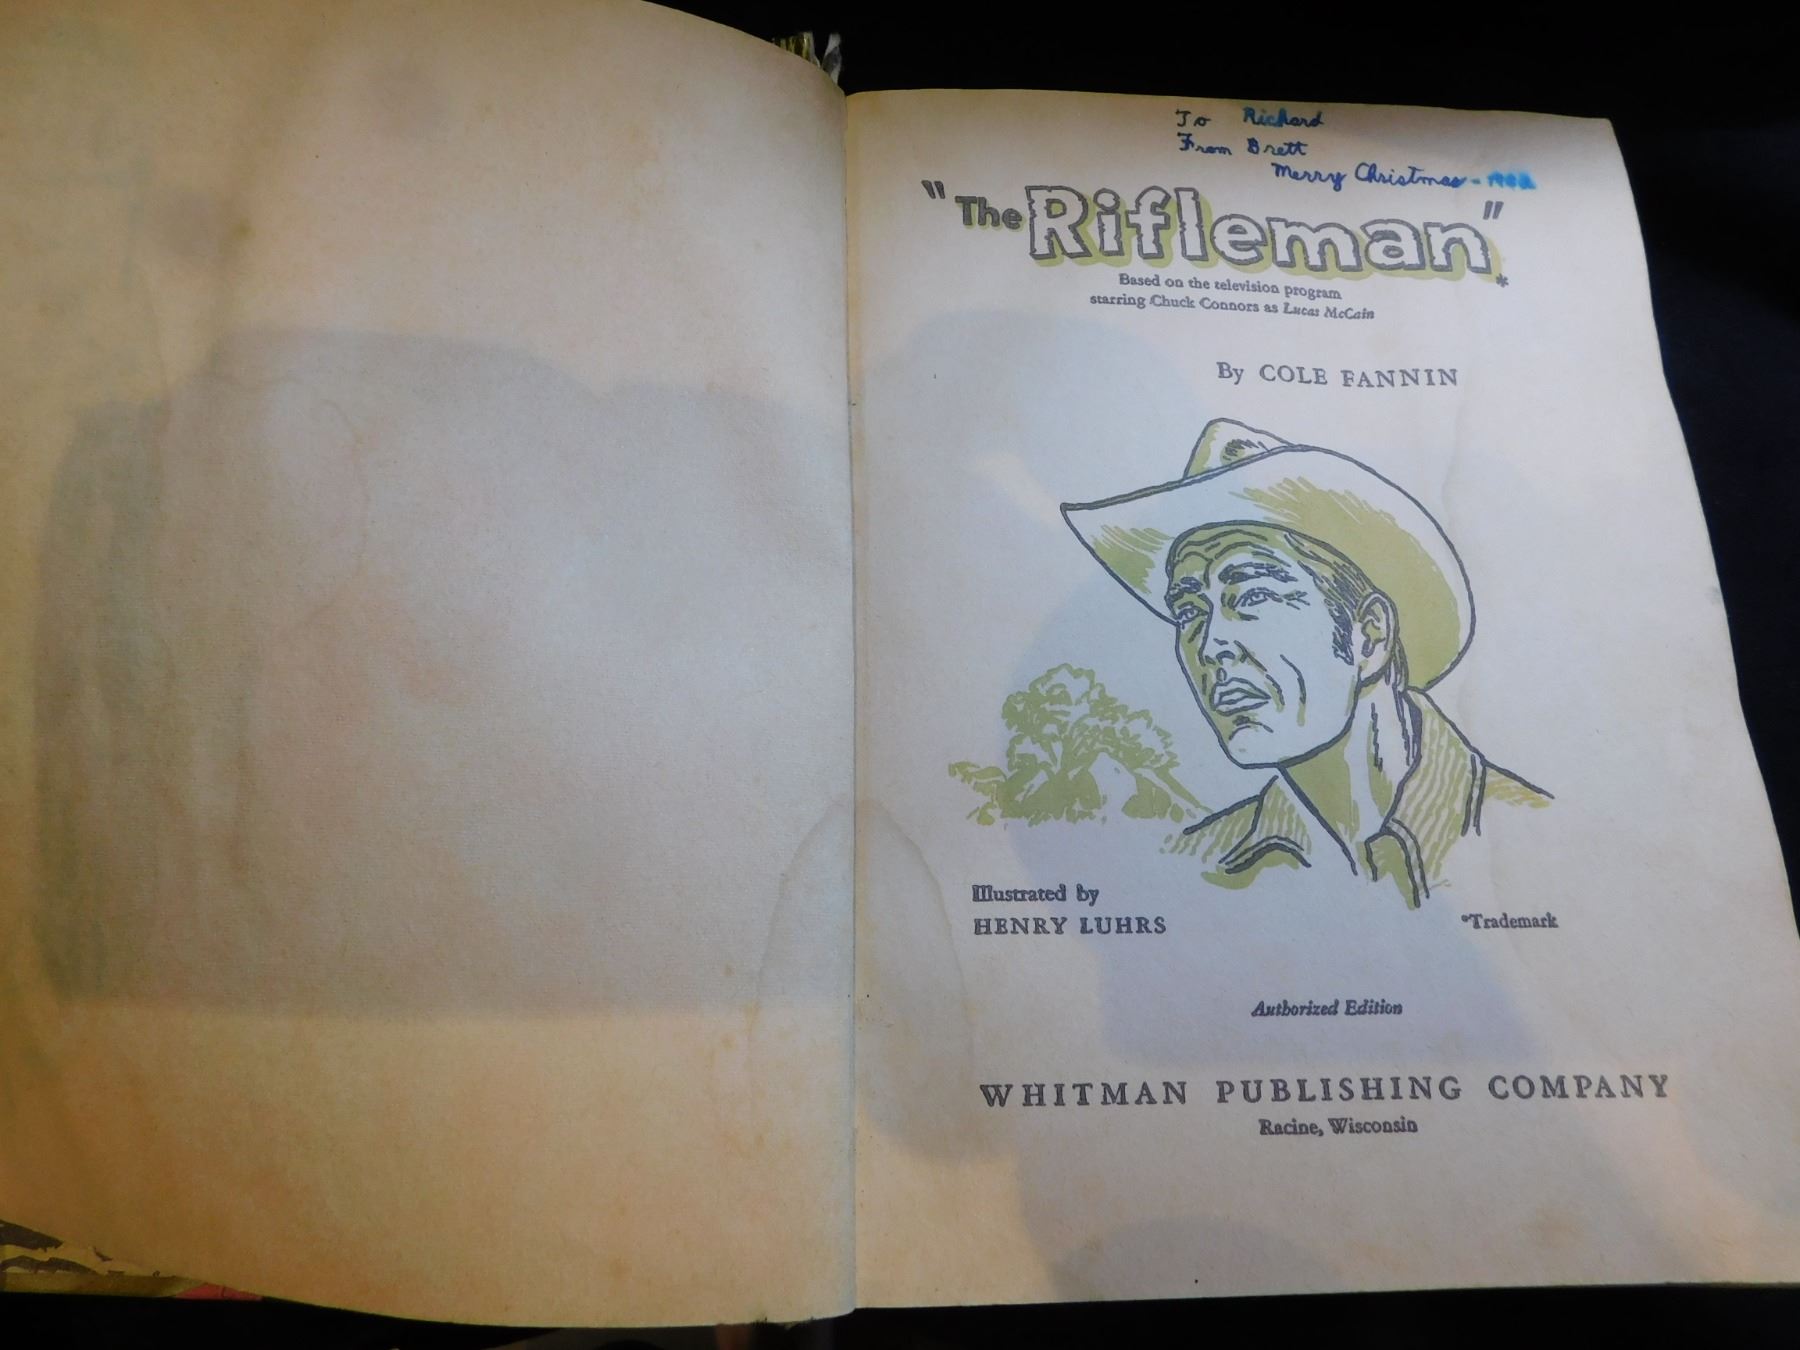 To Richard
From Brett
Merry Christmas -
"The Rifleman"*
Based on the television program
starring Chuck Connors as Lucas McCain
By COLE FANNIN
Illustrated by
HENRY LUHRS
*Trademark
Authorized Edition
WHITMAN PUBLISHING COMPANY
Racine, Wisconsin